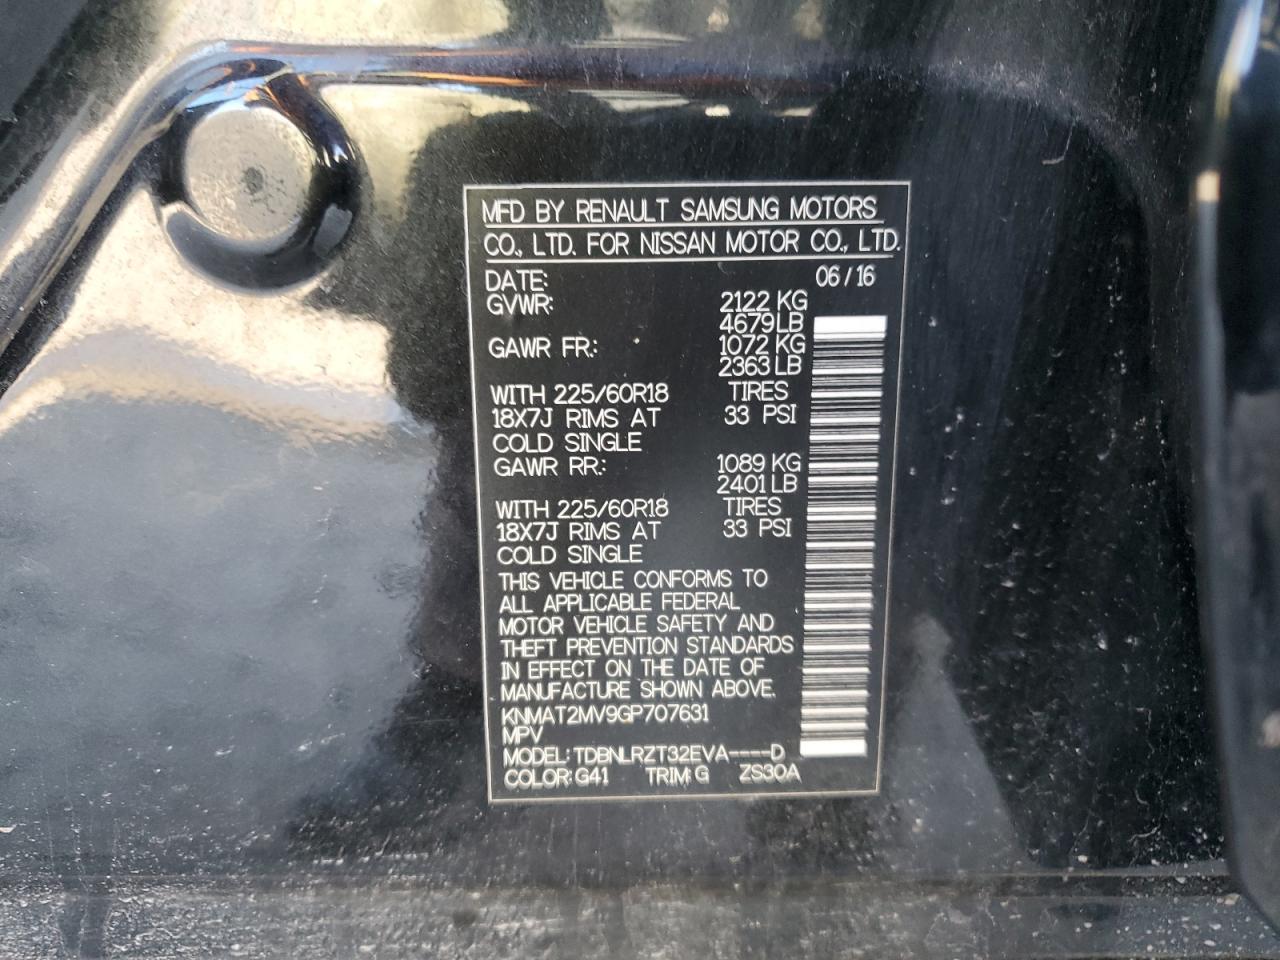 MFD BY RENAULT SAMSUNG MOTORS
CO., LTD. FOR NISSAN MOTOR CO., LTD.
DATE: 06/16
GVWR: 2122 KG
4679LB
GAWR FR.: 1072 KG
2363LB
WITH 225/60R18 TIRES
18X7J RIMS AT 33 PSI
COLD SINGLE
GAWR RR.: 1089 KG
2401LB
WITH 225/60R18 TIRES
18X7J RIMS AT 33 PSI
COLD SINGLE
THIS VEHICLE CONFORMS TO
ALL APPLICABLE FEDERAL
MOTOR VEHICLE SAFETY AND
THEFT PREVENTION STANDARDS
IN EFFECT ON THE DATE OF
MANUFACTURE SHOWN ABOVE.
KNMAT2MV9GP707631
MPV
MODEL: TDBNLRZT32EVA----D
COLOR: G41 TRIM: G ZS30A